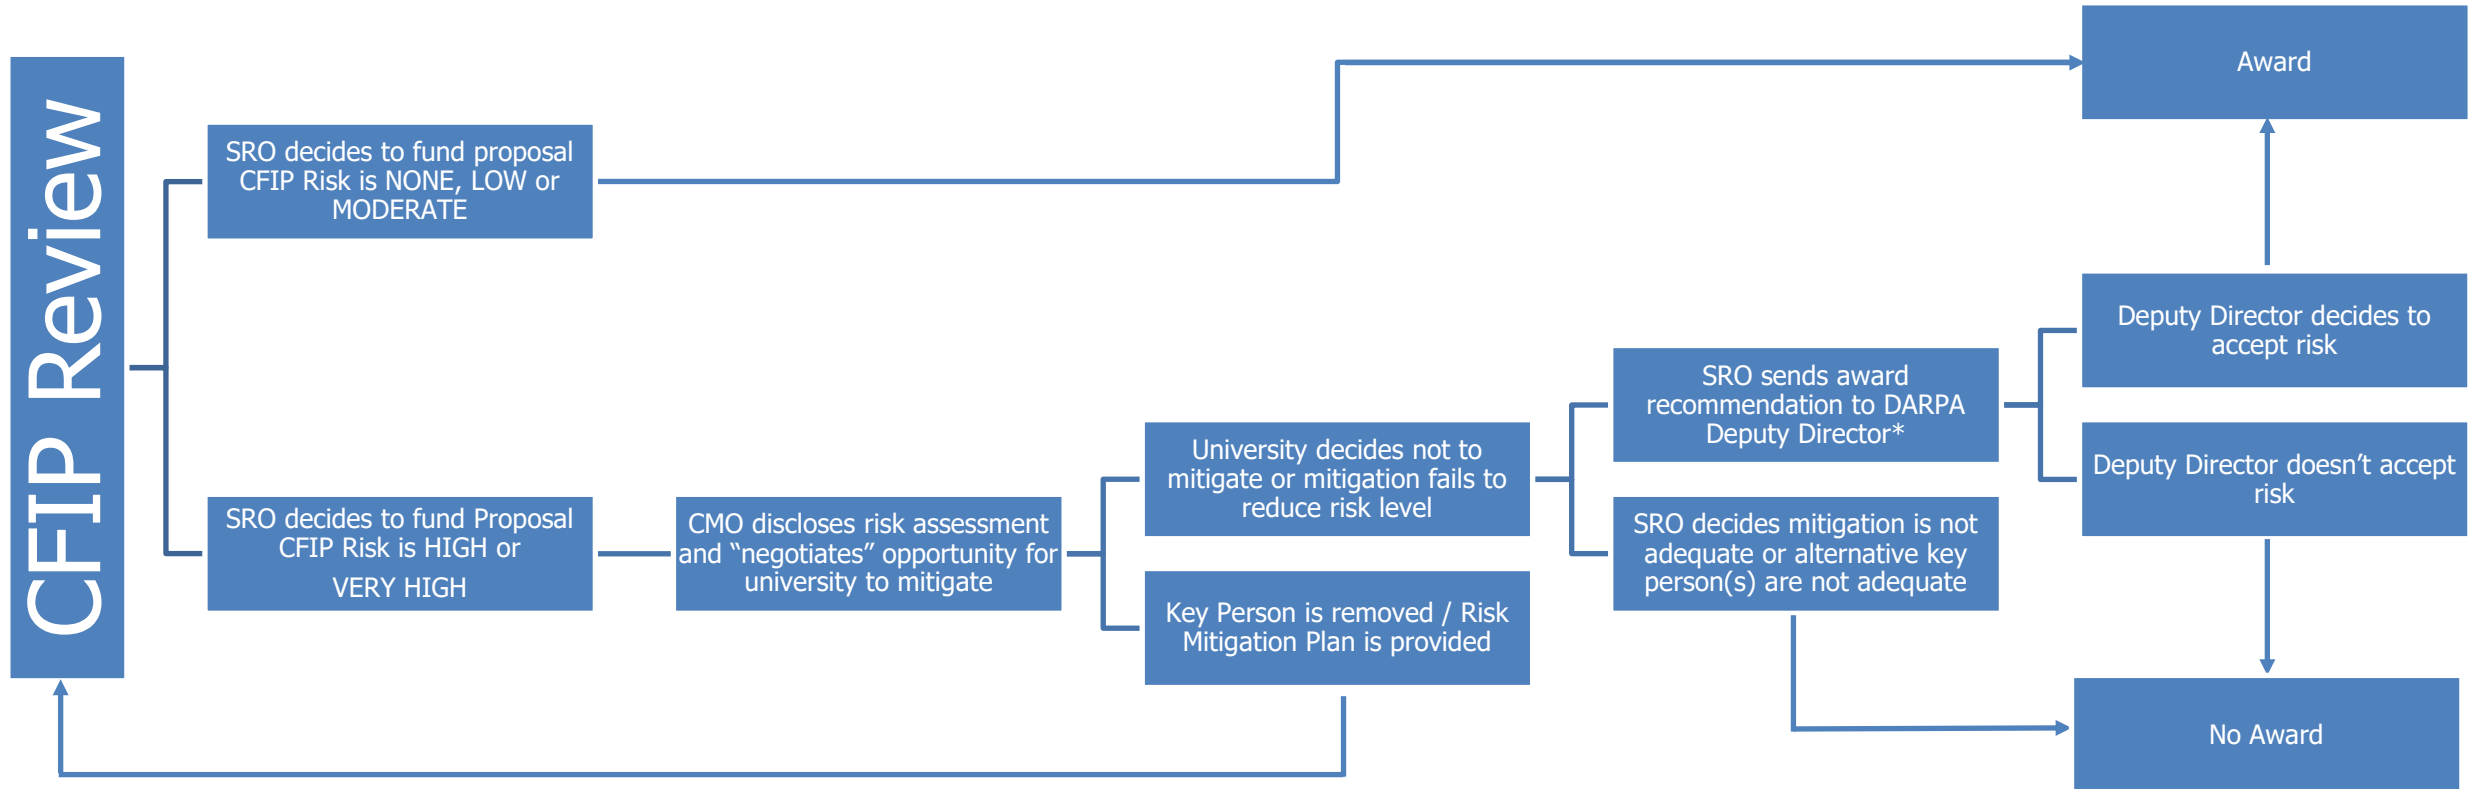 CFIP Review
SRO decides to fund proposal
CFIP Risk is NONE, LOW or
MODERATE
SRO decides to fund Proposal
CFIP Risk is HIGH or
VERY HIGH
CMO discloses risk assessment
and “negotiates” opportunity for
university to mitigate
University decides not to
mitigate or mitigation fails to
reduce risk level
Key Person is removed / Risk
Mitigation Plan is provided
SRO sends award
recommendation to DARPA
Deputy Director*
SRO decides mitigation is not
adequate or alternative key
person(s) are not adequate
Award
Deputy Director decides to
accept risk
Deputy Director doesn’t accept
risk
No Award